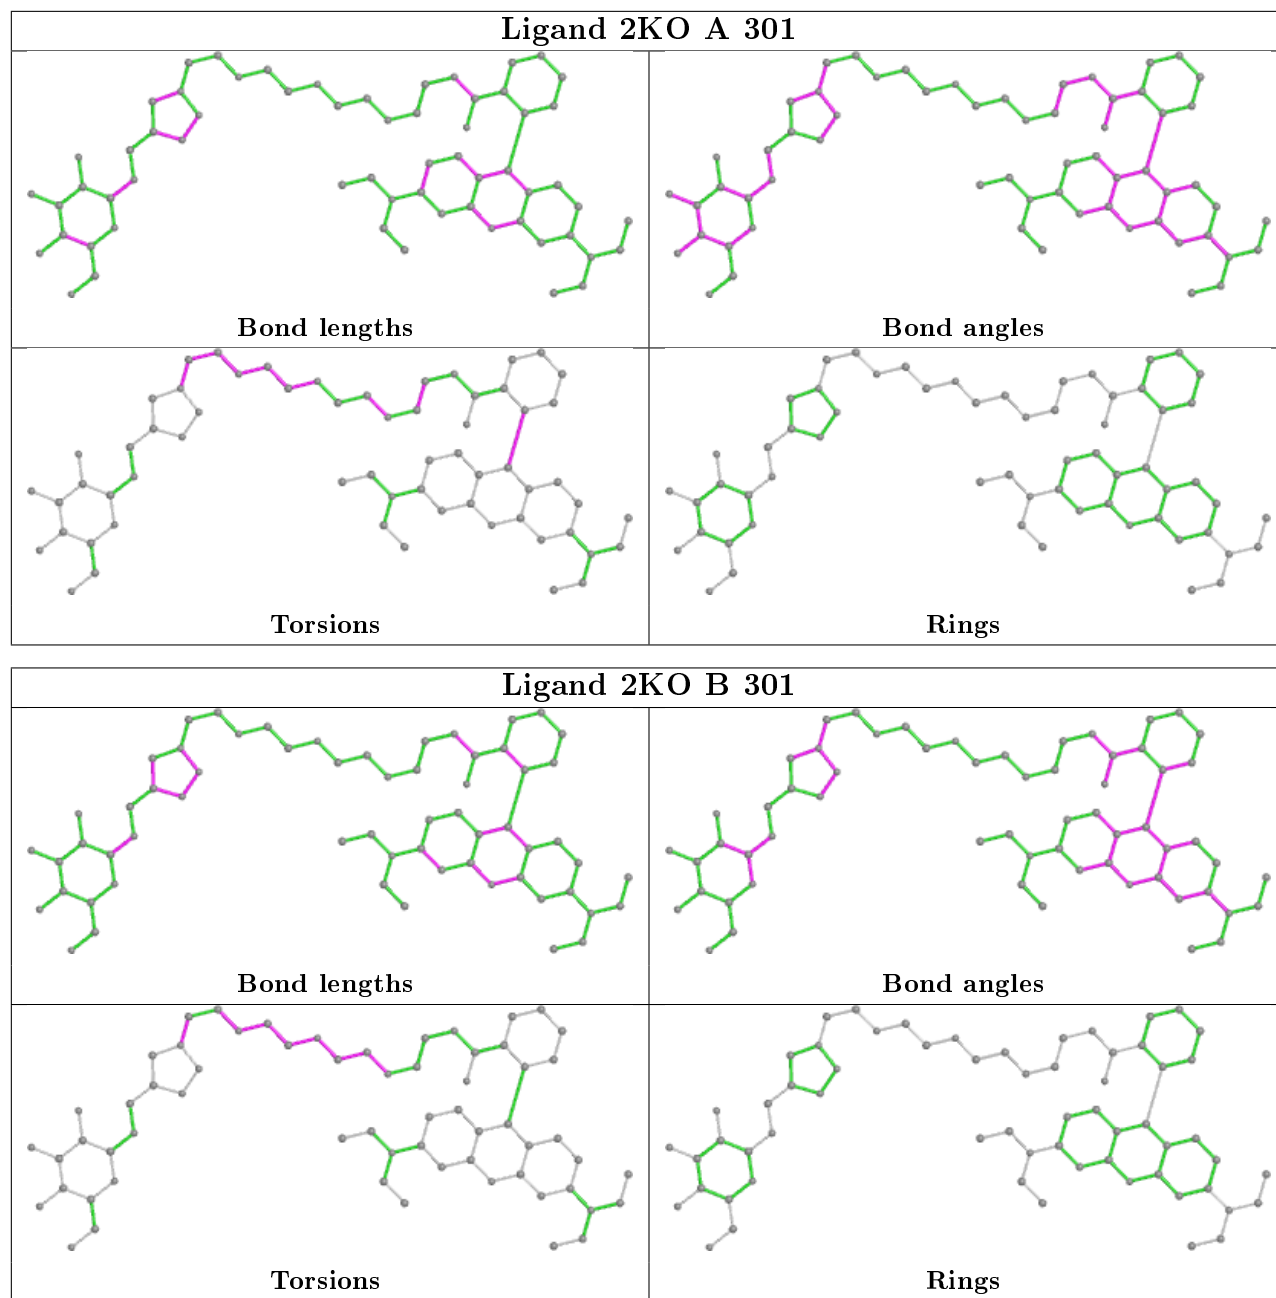 Ligand 2KO A 301
Bond lengths
Bond angles
Torsions
Rings
Ligand 2KO B 301
Bond lengths
Bond angles
Torsions
Rings